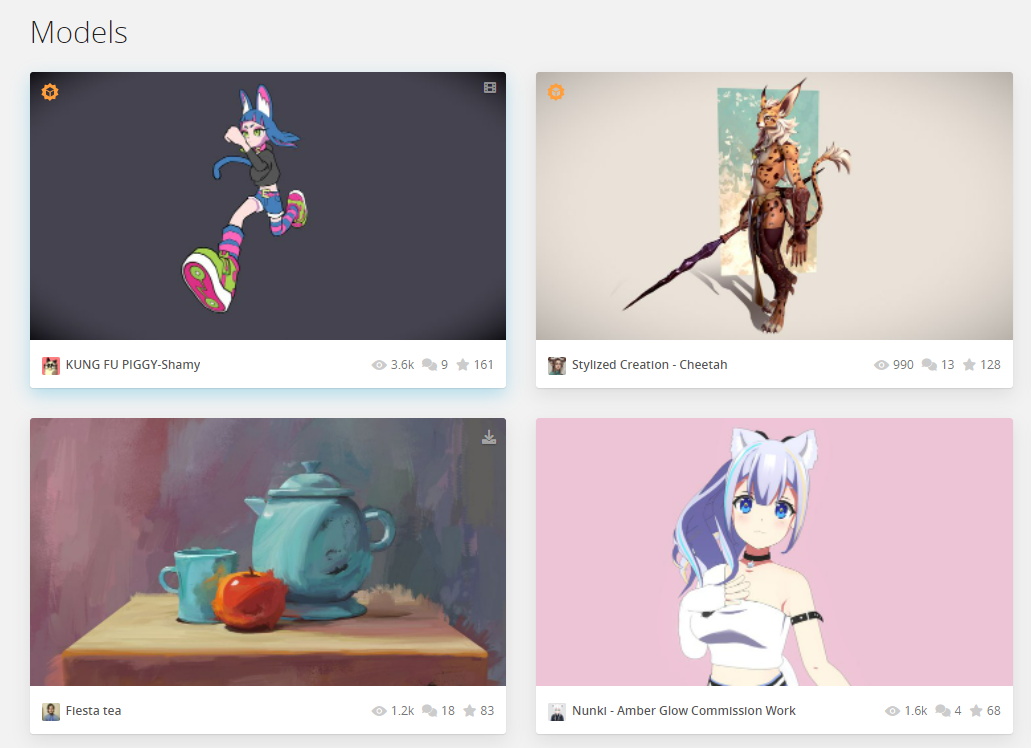 Models
KUNG FU PIGGY-Shamy 3.6k 9 161
Stylized Creation - Cheetah 990 13 128
Fiesta tea 1.2k 18 83
Nunki - Amber Glow Commission Work 1.6k 4 68